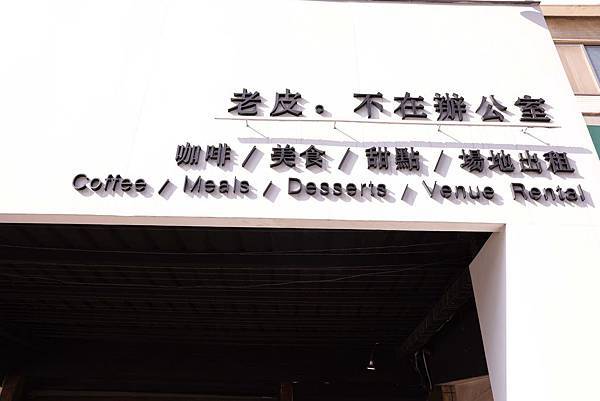 老皮。不在辦公室
咖啡 / 美食 / 甜點 / 場地出租
Coffee / Meals / Desserts / Venue Rental